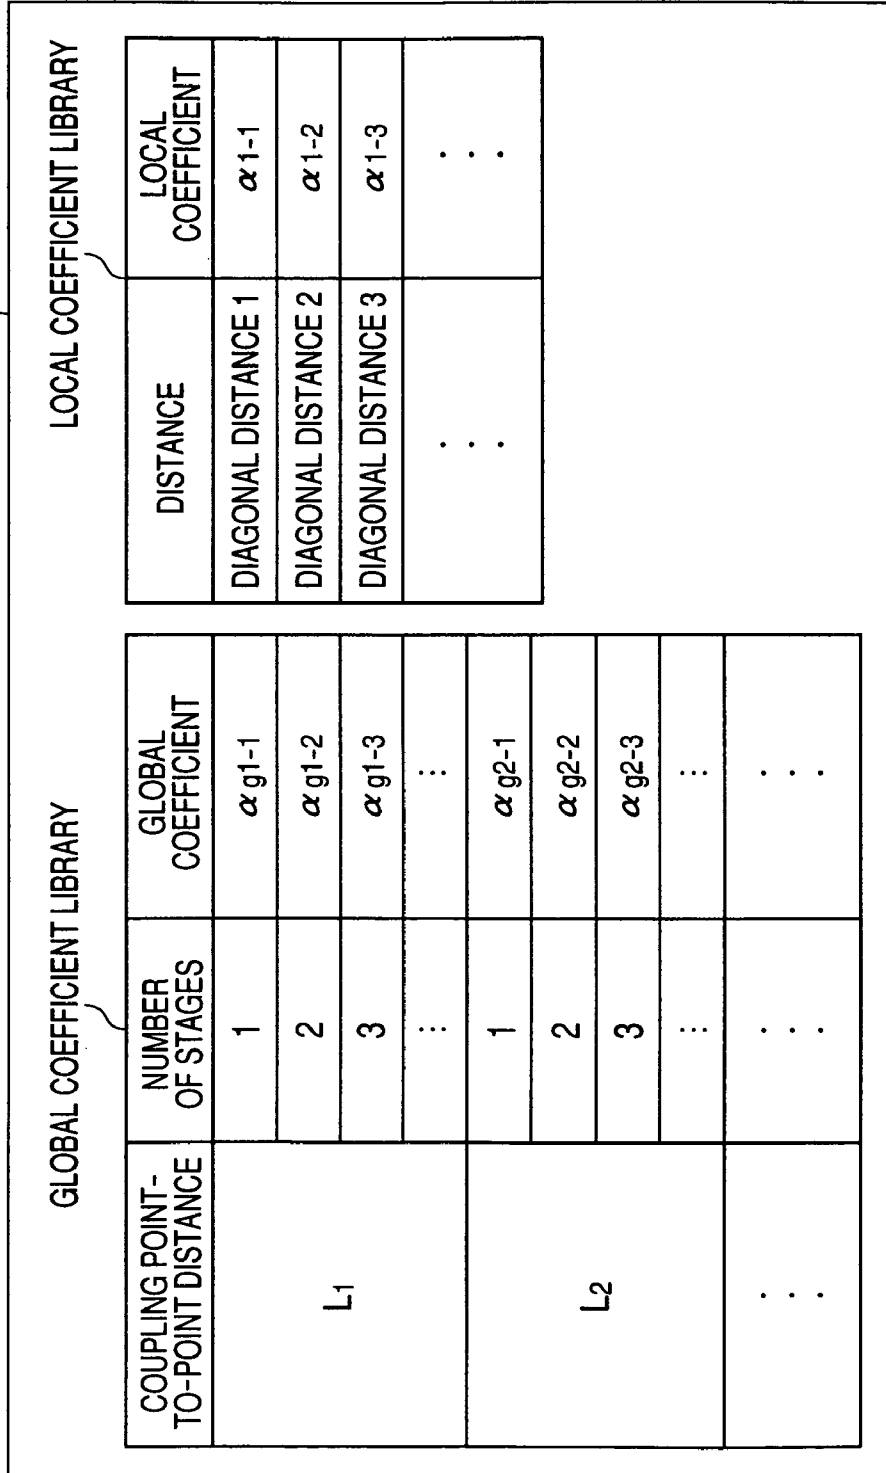 GLOBAL COEFFICIENT LIBRARY
COUPLING POINT-
TO-POINT DISTANCE
NUMBER
OF STAGES
GLOBAL
COEFFICIENT
L1
1
αg1-1
2
αg1-2
3
αg1-3
⋮
⋮
L2
1
αg2-1
2
αg2-2
3
αg2-3
⋮
⋮
⋮
⋮
⋮
LOCAL COEFFICIENT LIBRARY
DISTANCE
LOCAL
COEFFICIENT
DIAGONAL DISTANCE 1
α1-1
DIAGONAL DISTANCE 2
α1-2
DIAGONAL DISTANCE 3
α1-3
⋮
⋮